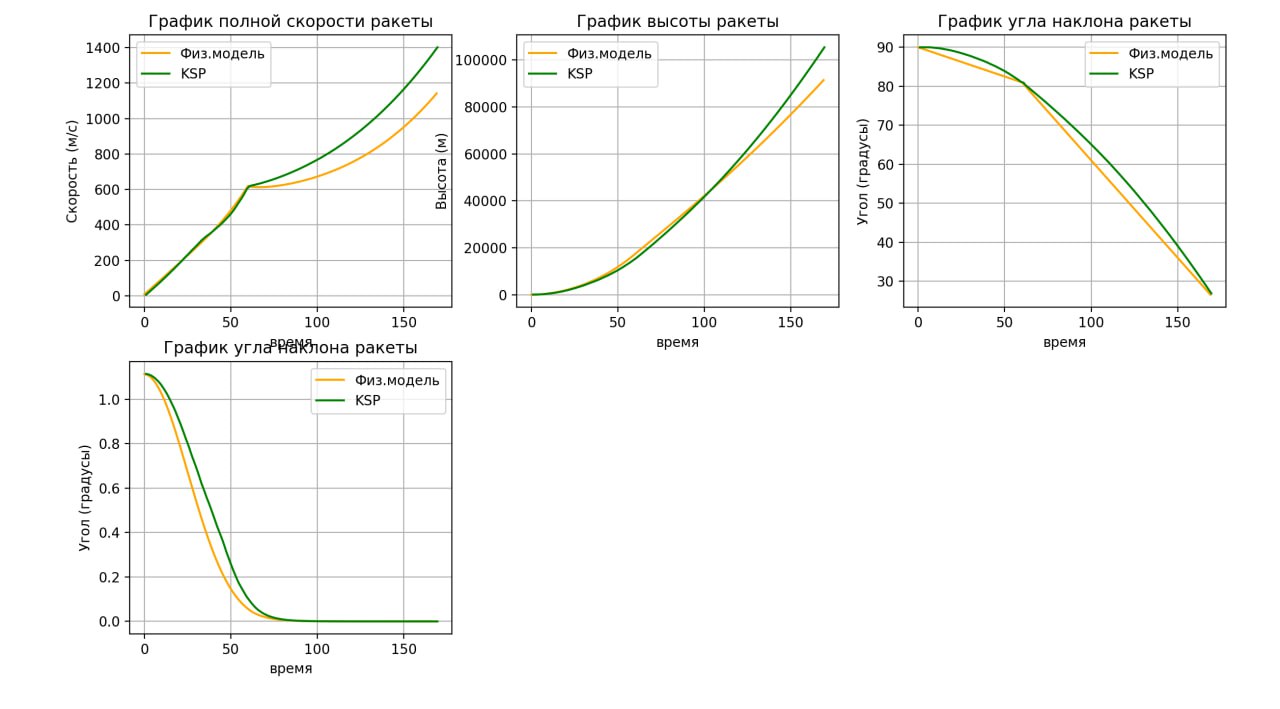 График полной скорости ракеты
Скорость (м/с)
1400
1200
1000
800
600
400
200
0
Физ.модель
KSP
0 50 100 150
время
График высоты ракеты
Высота (м)
100000
80000
60000
40000
20000
0
Физ.модель
KSP
0 50 100 150
время
График угла наклона ракеты
Угол (градусы)
90
80
70
60
50
40
30
Физ.модель
KSP
0 50 100 150
время
График угла наклона ракеты
Угол (градусы)
1.0
0.8
0.6
0.4
0.2
0.0
Физ.модель
KSP
0 50 100 150
время